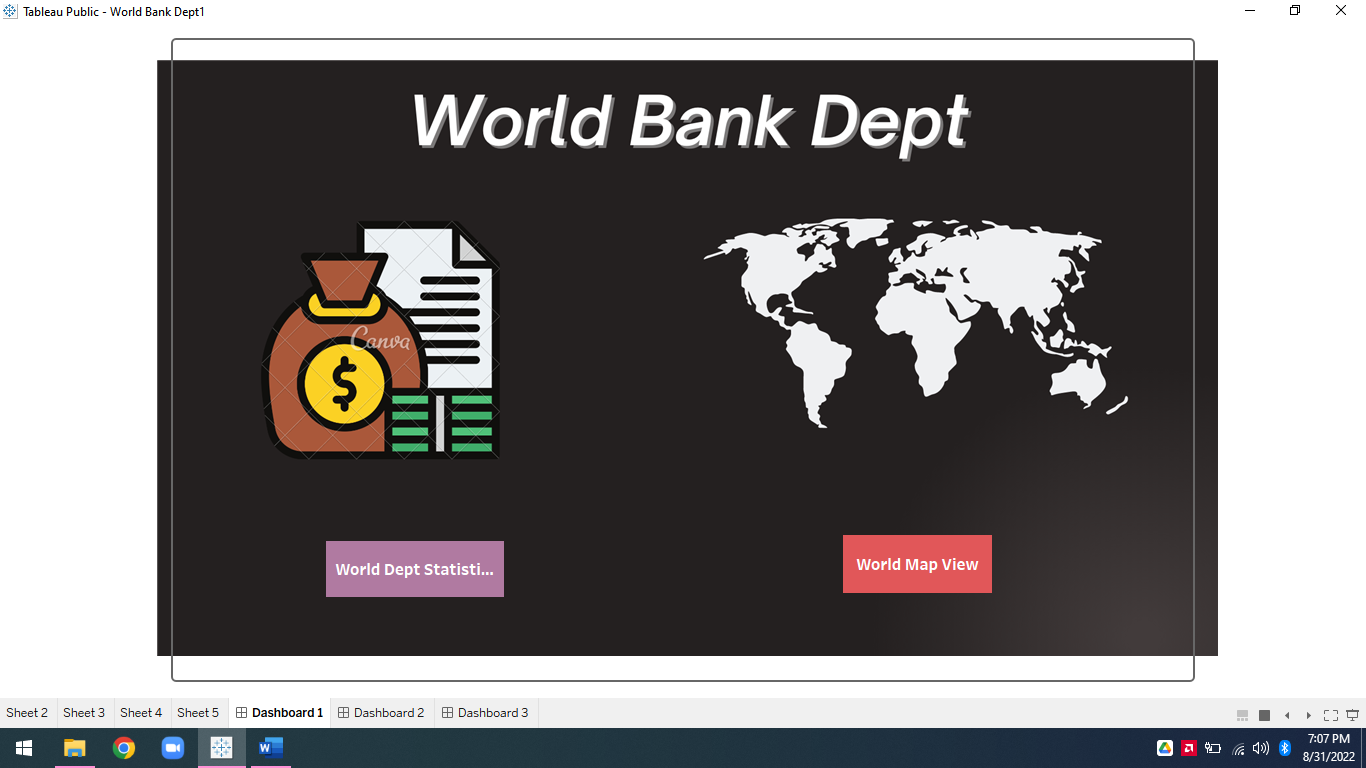 Tableau Public - World Bank Dept1
World Bank Dept
Canva
$
World Dept Statisti...
World Map View
Sheet 2
Sheet 3
Sheet 4
Sheet 5
Dashboard 1
Dashboard 2
Dashboard 3
W
7:07 PM
8/31/2022